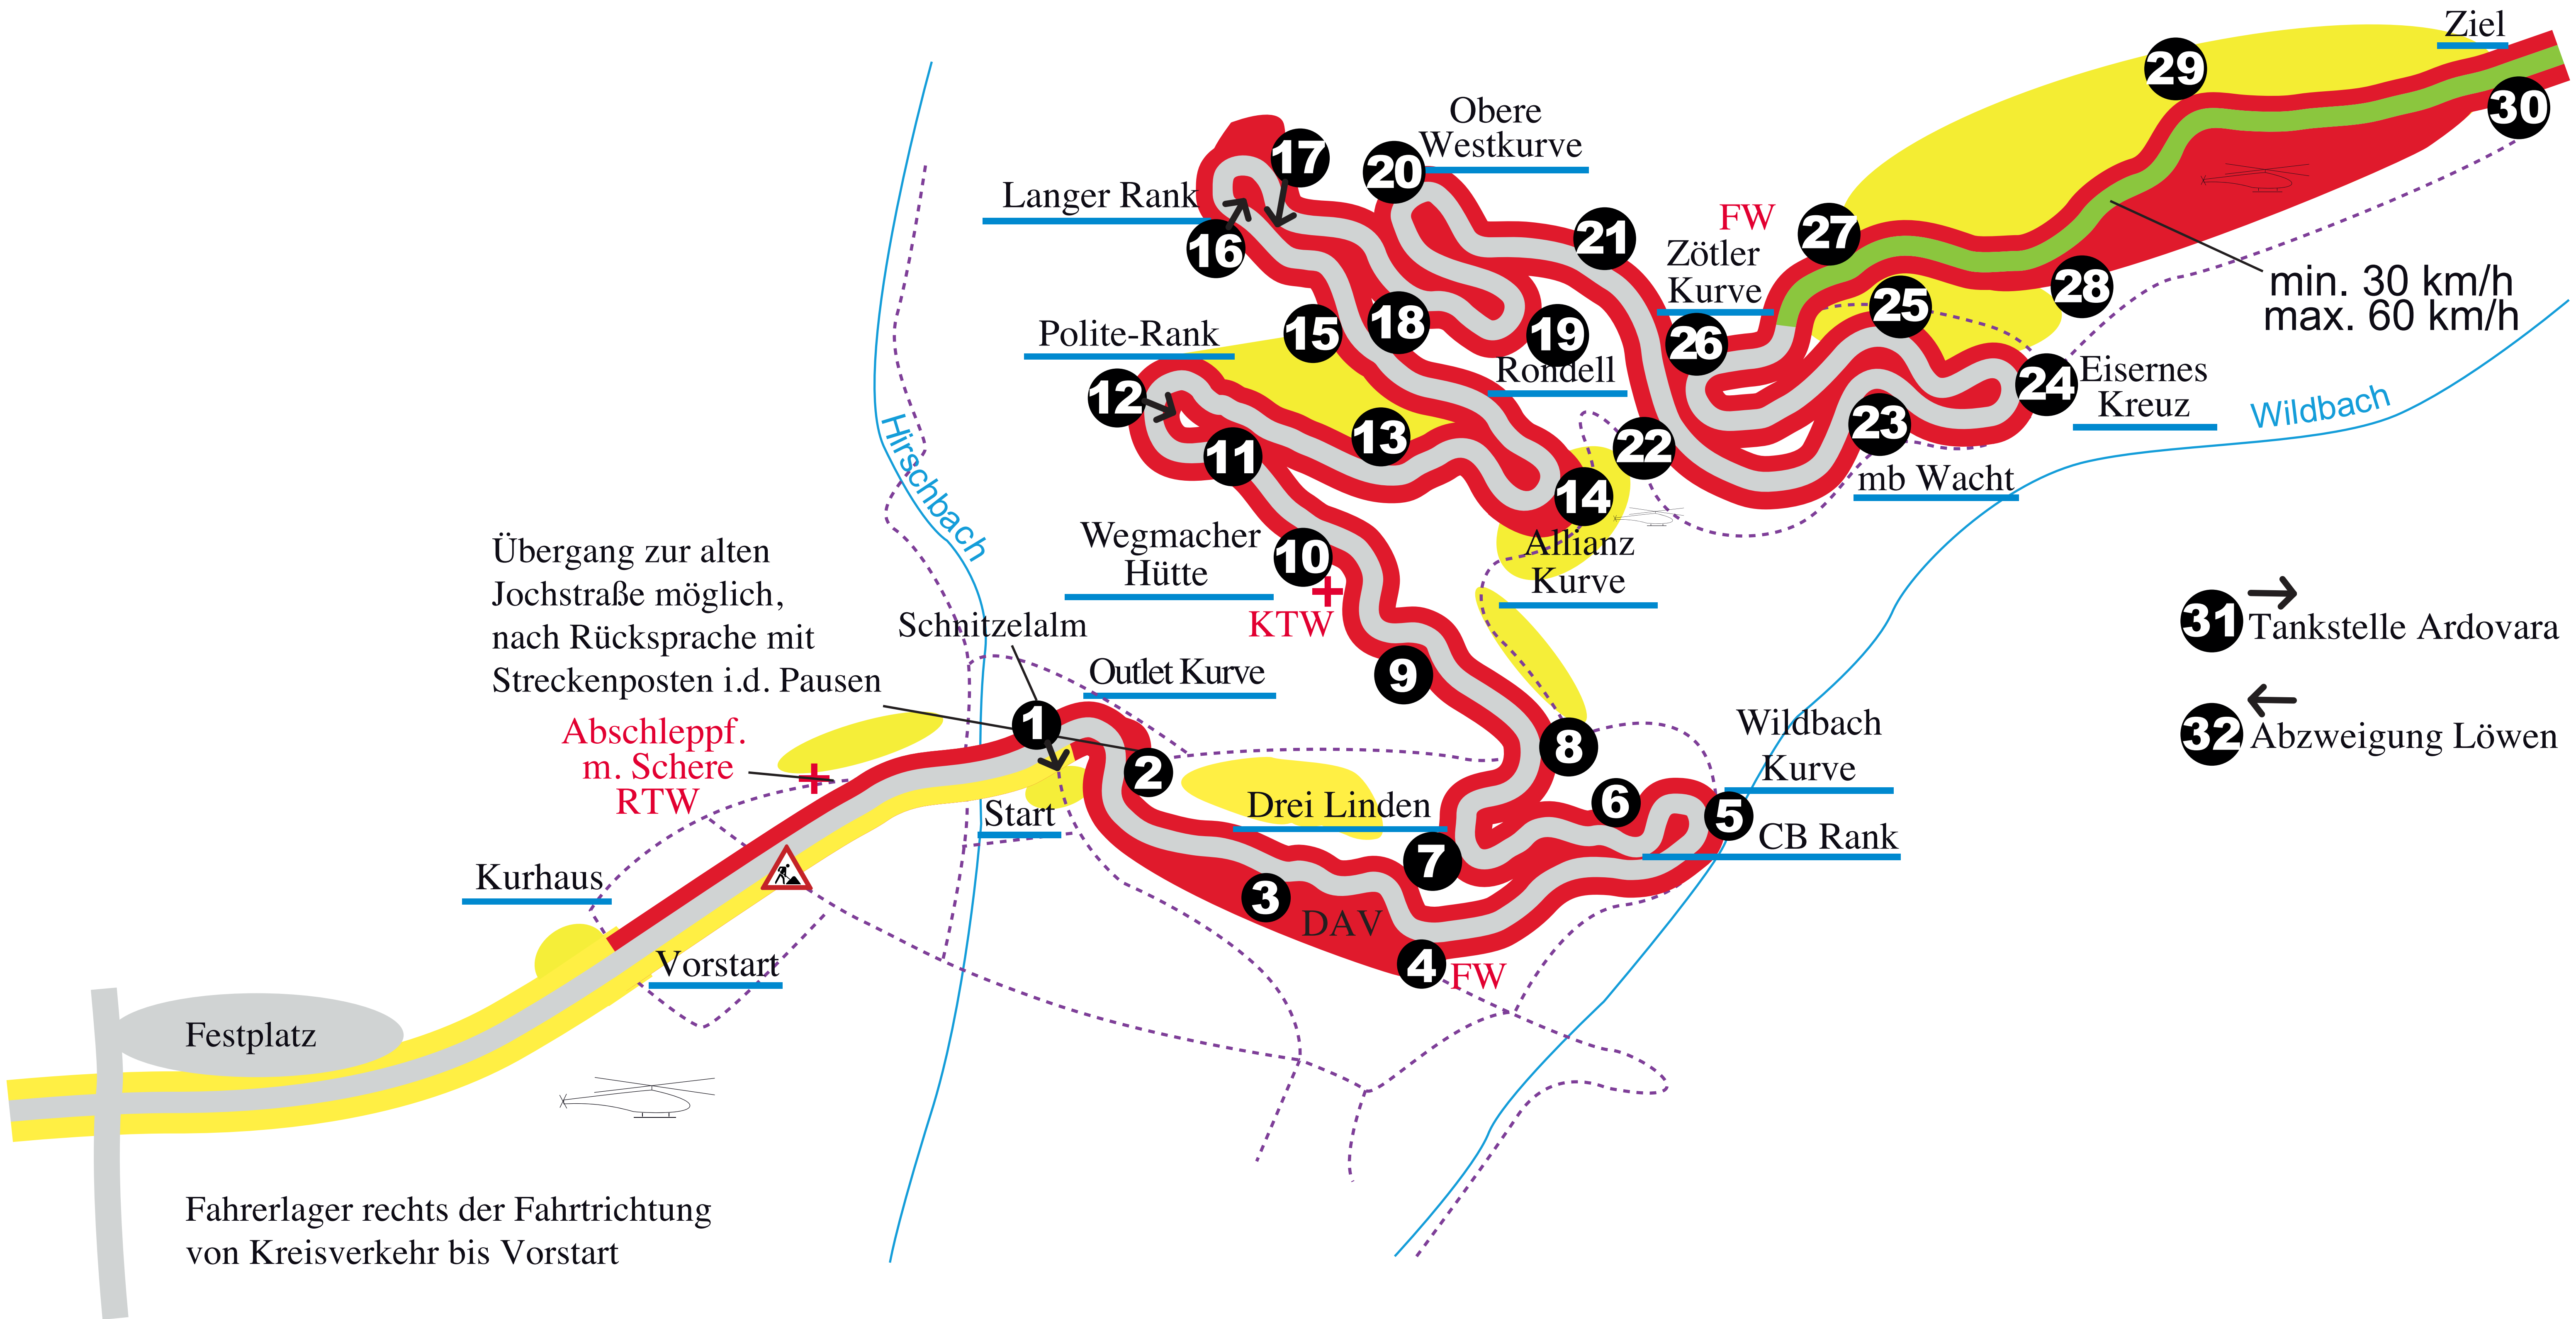 Ziel
29
30
Obere
Westkurve
17
20
Langer Rank
16
21
FW
27
Zötler
Kurve
28
min. 30 km/h
max. 60 km/h
25
Polite-Rank
15
18
19
26
Rondell
24
Eisernes
Kreuz
12
13
23
Wildbach
11
22
mb Wacht
14
Hirschbach
Wegmacher
Hütte
10
Allianz
Kurve
KTW
Übergang zur alten
Jochstraße möglich,
nach Rücksprache mit
Streckenposten i.d. Pausen
Schnitzelalm
Outlet Kurve
9
31
Tankstelle Ardovara
32
Abzweigung Löwen
1
2
8
Wildbach
Kurve
Abschleppf.
m. Schere
RTW
Start
Drei Linden
6
5
CB Rank
7
Kurhaus
3
DAV
4
FW
Vorstart
Festplatz
Fahrerlager rechts der Fahrtrichtung
von Kreisverkehr bis Vorstart